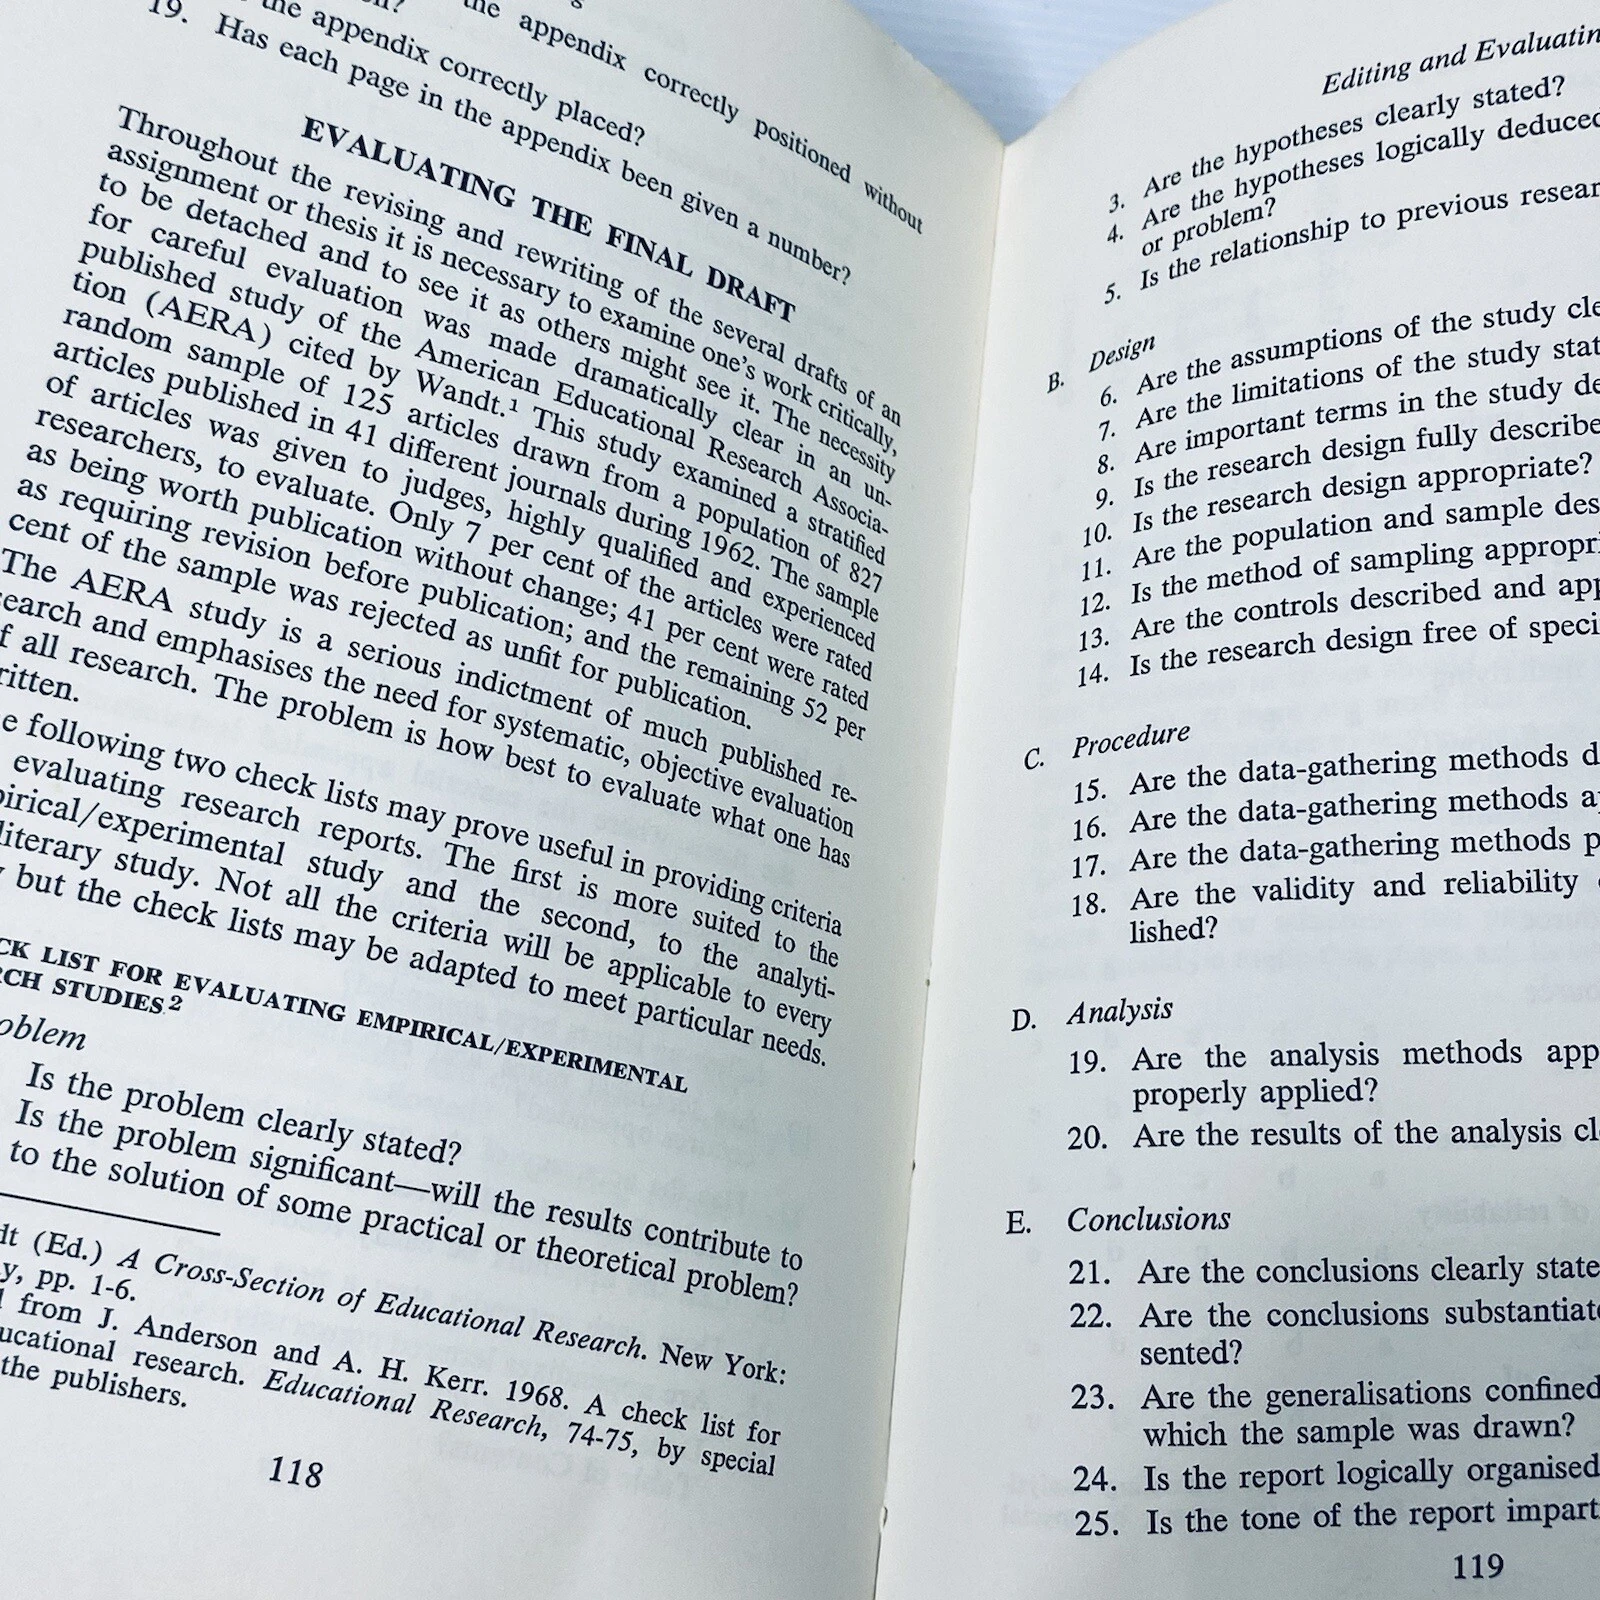 the appendix correctly positioned without
the appendix correctly placed?
19. Has each page in the appendix been given a number?
EVALUATING THE FINAL DRAFT
Throughout the revising and rewriting of the several drafts of an
assignment or thesis it is necessary to examine one's work critically,
to be detached and to see it as others might see it. The necessity
for careful evaluation was made dramatically clear in an un-
published study of the American Educational Research Associa-
tion (AERA) cited by Wandt.¹ This study examined a stratified
random sample of 125 articles drawn from a population of 827
articles published in 41 different journals during 1962. The sample
of articles was given to judges, highly qualified and experienced
researchers, to evaluate. Only 7 per cent of the articles were rated
as being worth publication without change; 41 per cent were rated
as requiring revision before publication; and the remaining 52 per
cent of the sample was rejected as unfit for publication.
The AERA study is a serious indictment of much published re-
search and emphasises the need for systematic, objective evaluation
f all research. The problem is how best to evaluate what one has
ritten.
e following two check lists may prove useful in providing criteria
evaluating research reports. The first is more suited to the
pirical/experimental study and the second, to the analyti-
literary study. Not all the criteria will be applicable to every
but the check lists may be adapted to meet particular needs.
CK LIST FOR EVALUATING EMPIRICAL/EXPERIMENTAL
RCH STUDIES²
oblem
Is the problem clearly stated?
Is the problem significant—will the results contribute to
to the solution of some practical or theoretical problem?
dt (Ed.) A Cross-Section of Educational Research. New York:
y, pp. 1-6.
from J. Anderson and A. H. Kerr. 1968. A check list for
ucational research. Educational Research, 74-75, by special
the publishers.
118
Editing and Evaluatin
3. Are the hypotheses clearly stated?
4. Are the hypotheses logically deduced
or problem?
5. Is the relationship to previous resear
B. Design
6. Are the assumptions of the study cle
7. Are the limitations of the study stat
8. Are important terms in the study de
9. Is the research design fully describe
10. Is the research design appropriate?
11. Are the population and sample des
12. Is the method of sampling appropri
13. Are the controls described and app
14. Is the research design free of speci
C. Procedure
15. Are the data-gathering methods d
16. Are the data-gathering methods a
17. Are the data-gathering methods p
18. Are the validity and reliability
lished?
D. Analysis
19. Are the analysis methods app
properly applied?
20. Are the results of the analysis cl
E. Conclusions
21. Are the conclusions clearly state
22. Are the conclusions substantiat
sented?
23. Are the generalisations confined
which the sample was drawn?
24. Is the report logically organised
25. Is the tone of the report impart
119